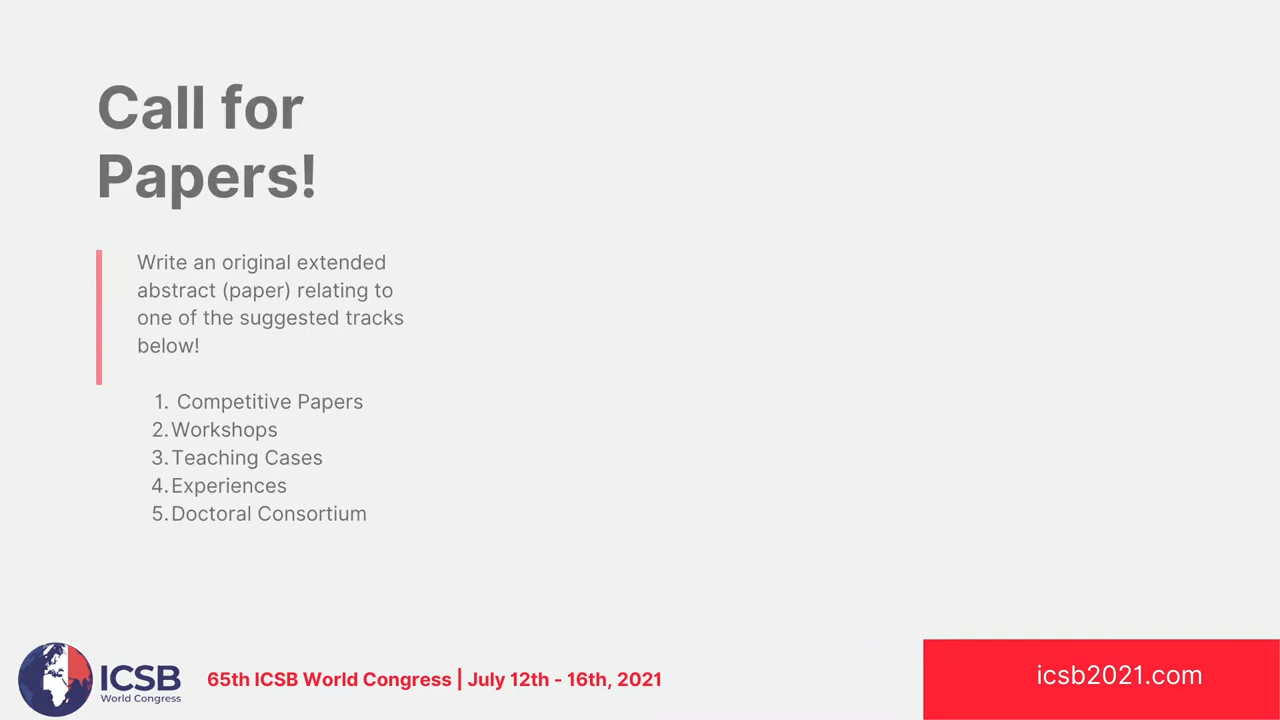 Call for
Papers!
Write an original extended
abstract (paper) relating to
one of the suggested tracks
below!
1. Competitive Papers
2. Workshops
3. Teaching Cases
4. Experiences
5. Doctoral Consortium
ICSB
World Congress
65th ICSB World Congress | July 12th - 16th, 2021
icsb2021.com